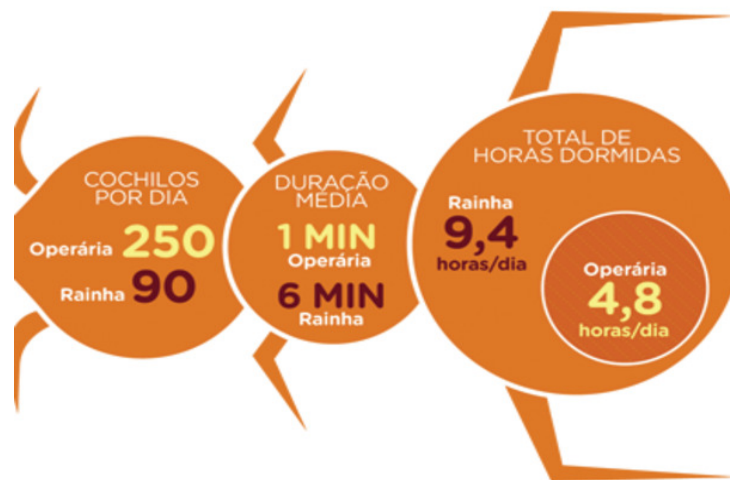 COCHILOS
POR DIA
Operária 250
Rainha 90
DURAÇÃO
MÉDIA
1 MIN
Operária
6 MIN
Rainha
TOTAL DE
HORAS DORMIDAS
Rainha
9,4
horas/dia
Operária
4,8
horas/dia